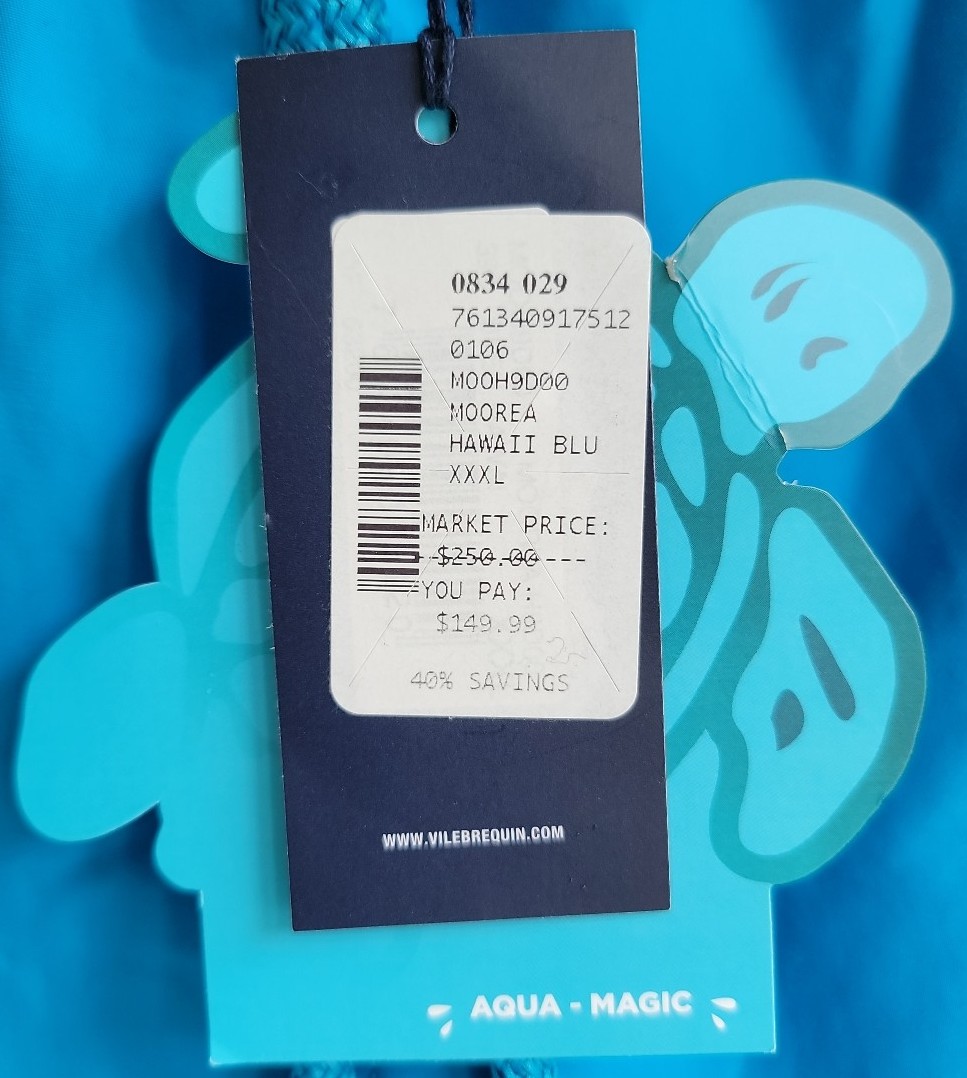 0834 029
761340917512
0106
MOOH9D00
MOOREA
HAWAII BLU
XXXL
MARKET PRICE:
$250.00
YOU PAY:
$149.99
40% SAVINGS
WWW.VILEBREQUIN.COM
AQUA - MAGIC